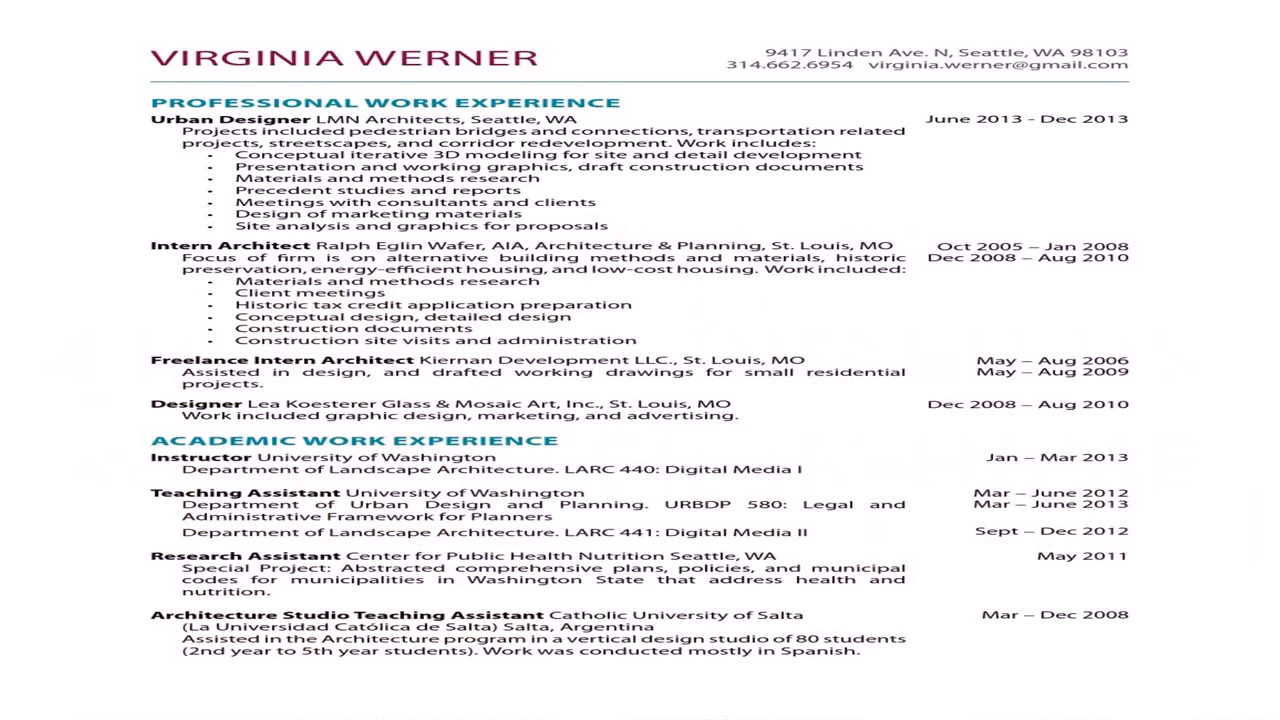 VIRGINIA WERNER
9417 Linden Ave. N, Seattle, WA 98103
314.662.6954 virginia.werner@gmail.com
PROFESSIONAL WORK EXPERIENCE
Urban Designer LMN Architects, Seattle, WA June 2013 - Dec 2013
Projects included pedestrian bridges and connections, transportation related
projects, streetscapes, and corridor redevelopment. Work includes:
• Conceptual iterative 3D modeling for site and detail development
• Presentation and working graphics, draft construction documents
• Materials and methods research
• Precedent studies and reports
• Meetings with consultants and clients
• Design of marketing materials
• Site analysis and graphics for proposals
Intern Architect Ralph Eglin Wafer, AIA, Architecture & Planning, St. Louis, MO Oct 2005 – Jan 2008
Focus of firm is on alternative building methods and materials, historic Dec 2008 – Aug 2010
preservation, energy-efficient housing, and low-cost housing. Work included:
• Materials and methods research
• Client meetings
• Historic tax credit application preparation
• Conceptual design, detailed design
• Construction documents
• Construction site visits and administration
Freelance Intern Architect Kiernan Development LLC., St. Louis, MO May – Aug 2006
Assisted in design, and drafted working drawings for small residential May – Aug 2009
projects.
Designer Lea Koesterer Glass & Mosaic Art, Inc., St. Louis, MO Dec 2008 – Aug 2010
Work included graphic design, marketing, and advertising.
ACADEMIC WORK EXPERIENCE
Instructor University of Washington Jan – Mar 2013
Department of Landscape Architecture. LARC 440: Digital Media I
Teaching Assistant University of Washington Mar – June 2012
Department of Urban Design and Planning. URBDP 580: Legal and Mar – June 2013
Administrative Framework for Planners
Department of Landscape Architecture. LARC 441: Digital Media II Sept – Dec 2012
Research Assistant Center for Public Health Nutrition Seattle, WA May 2011
Special Project: Abstracted comprehensive plans, policies, and municipal
codes for municipalities in Washington State that address health and
nutrition.
Architecture Studio Teaching Assistant Catholic University of Salta Mar – Dec 2008
(La Universidad Católica de Salta) Salta, Argentina
Assisted in the Architecture program in a vertical design studio of 80 students
(2nd year to 5th year students). Work was conducted mostly in Spanish.